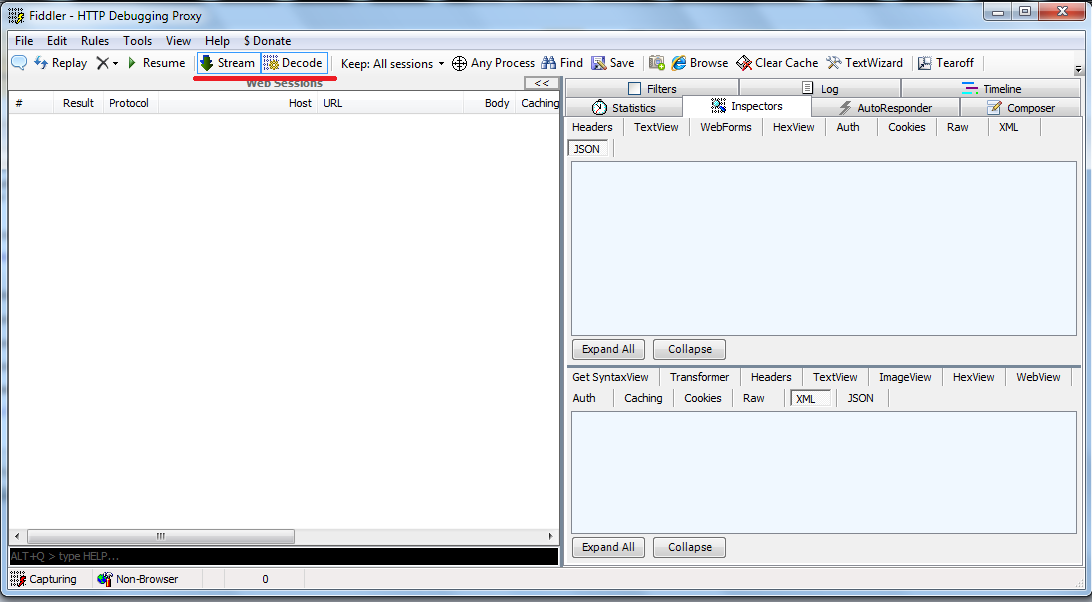 Fiddler - HTTP Debugging Proxy
File Edit Rules Tools View Help $ Donate
Replay Resume Stream Decode Keep: All sessions Any Process Find Save Browse Clear Cache TextWizard Tearoff
Web Sessions <<
# Result Protocol Host URL Body Caching
Filters Log Timeline
Statistics Inspectors AutoResponder Composer
Headers TextView WebForms HexView Auth Cookies Raw XML
JSON
Expand All Collapse
Get SyntaxView Transformer Headers TextView ImageView HexView WebView
Auth Caching Cookies Raw XML JSON
Expand All Collapse
ALT+Q > type HELP...
Capturing Non-Browser 0